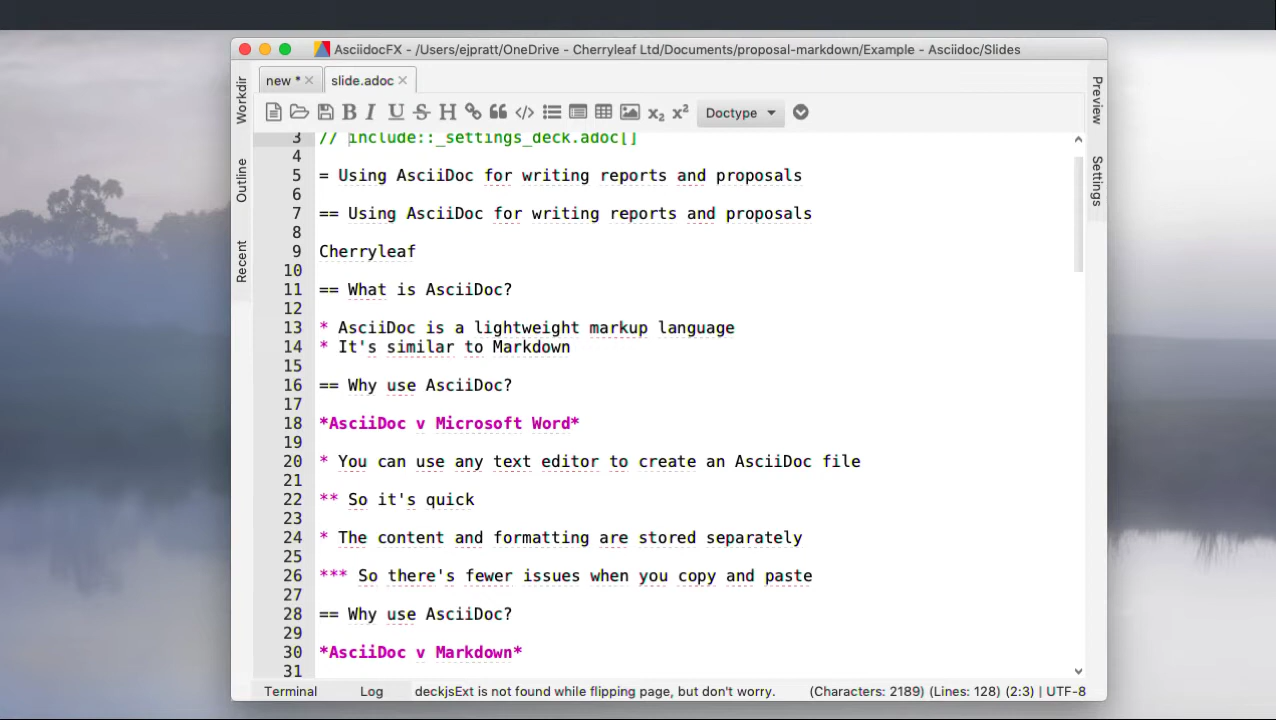 AsciidocFX - /Users/ejpratt/OneDrive - Cherryleaf Ltd/Documents/proposal-markdown/Example - Asciidoc/Slides
Workdir
Outline
Recent
new *
slide.adoc
Doctype
Preview
Settings
3 // include::_settings_deck.adoc[]
4
5 = Using AsciiDoc for writing reports and proposals
6
7 == Using AsciiDoc for writing reports and proposals
8
9 Cherryleaf
10
11 == What is AsciiDoc?
12
13 * AsciiDoc is a lightweight markup language
14 * It's similar to Markdown
15
16 == Why use AsciiDoc?
17
18 *AsciiDoc v Microsoft Word*
19
20 * You can use any text editor to create an AsciiDoc file
21
22 ** So it's quick
23
24 * The content and formatting are stored separately
25
26 *** So there's fewer issues when you copy and paste
27
28 == Why use AsciiDoc?
29
30 *AsciiDoc v Markdown*
31
Terminal Log deckjsExt is not found while flipping page, but don't worry. (Characters: 2189) (Lines: 128) (2:3) | UTF-8